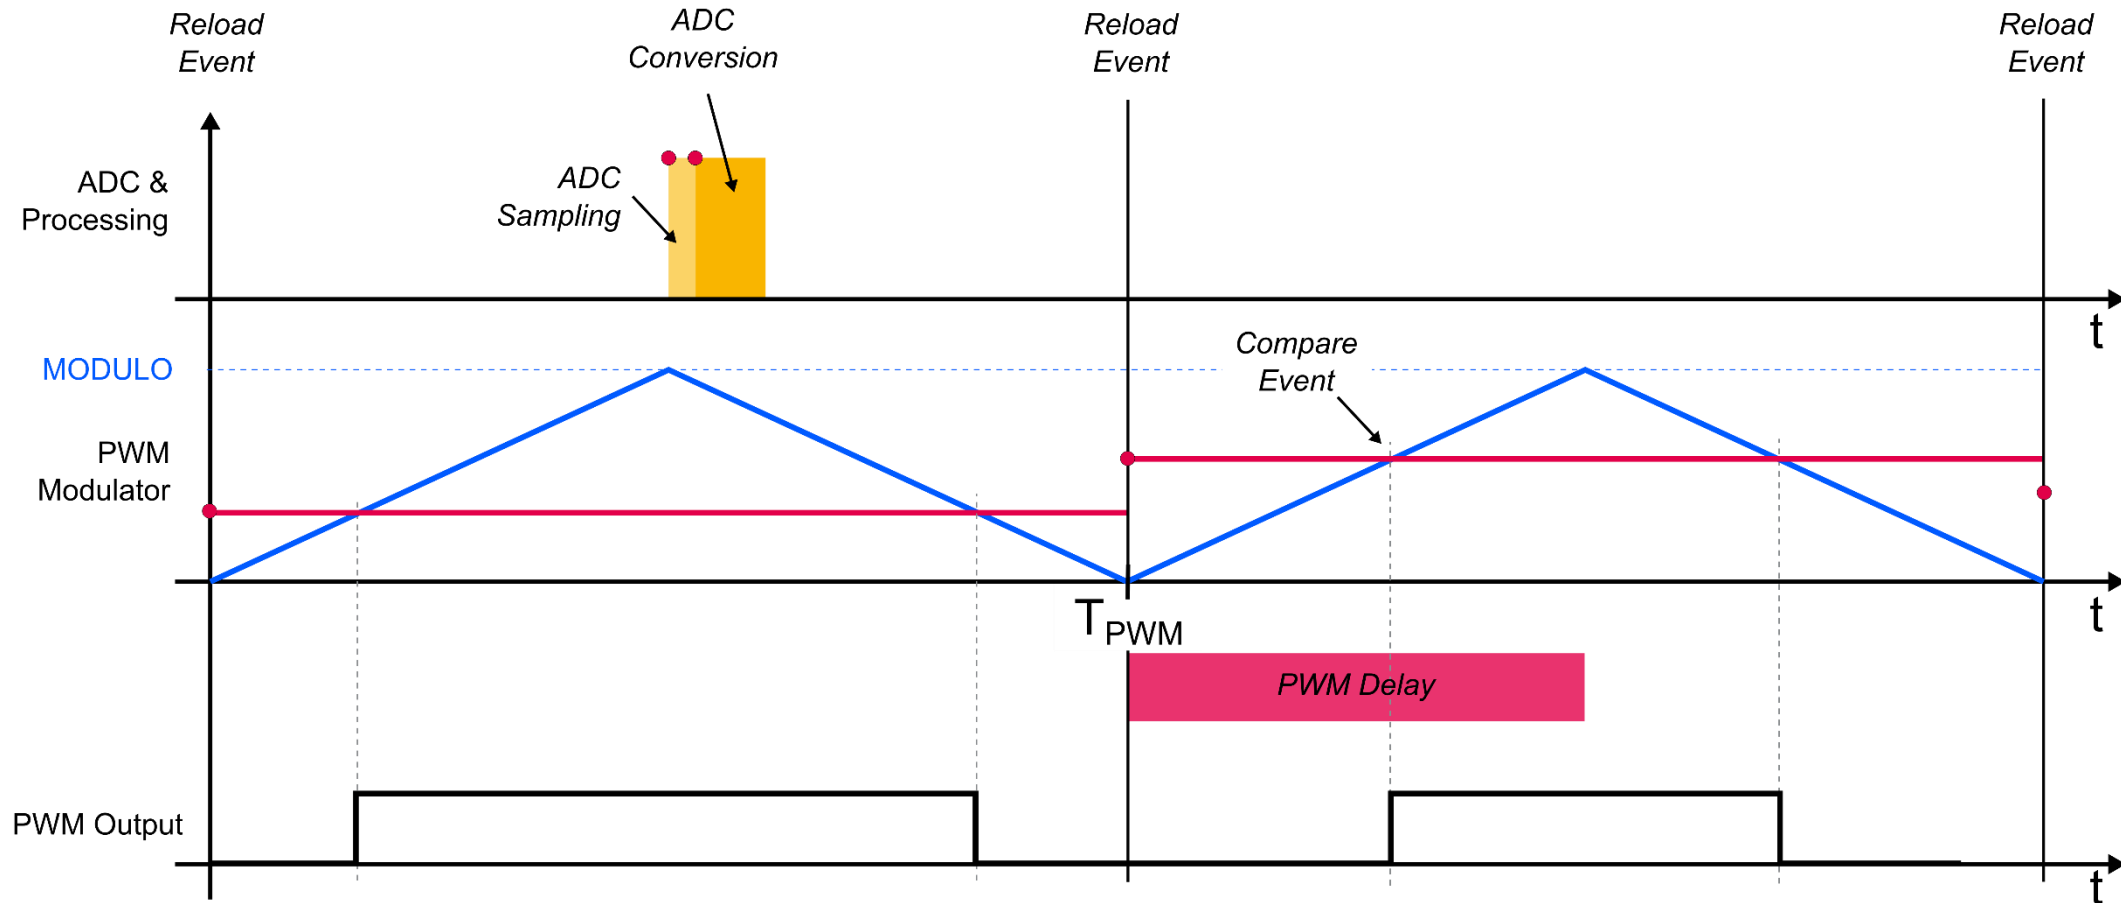 Reload
Event
ADC
Conversion
Reload
Event
Reload
Event
ADC &
Processing
ADC
Sampling
t
MODULO
Compare
Event
PWM
Modulator
TPWM
t
PWM Delay
PWM Output
t